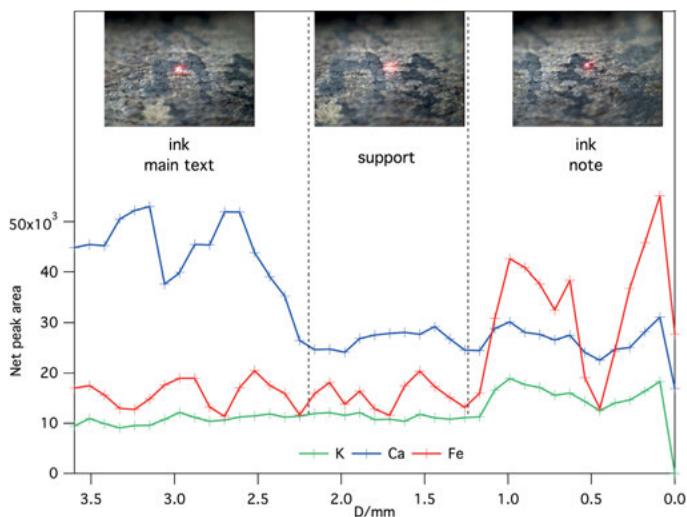 ink
main text
support
ink
note
50x10³
40
30
20
10
0
Net peak area
K Ca Fe
3.5 3.0 2.5 2.0 1.5 1.0 0.5 0.0
D/mm